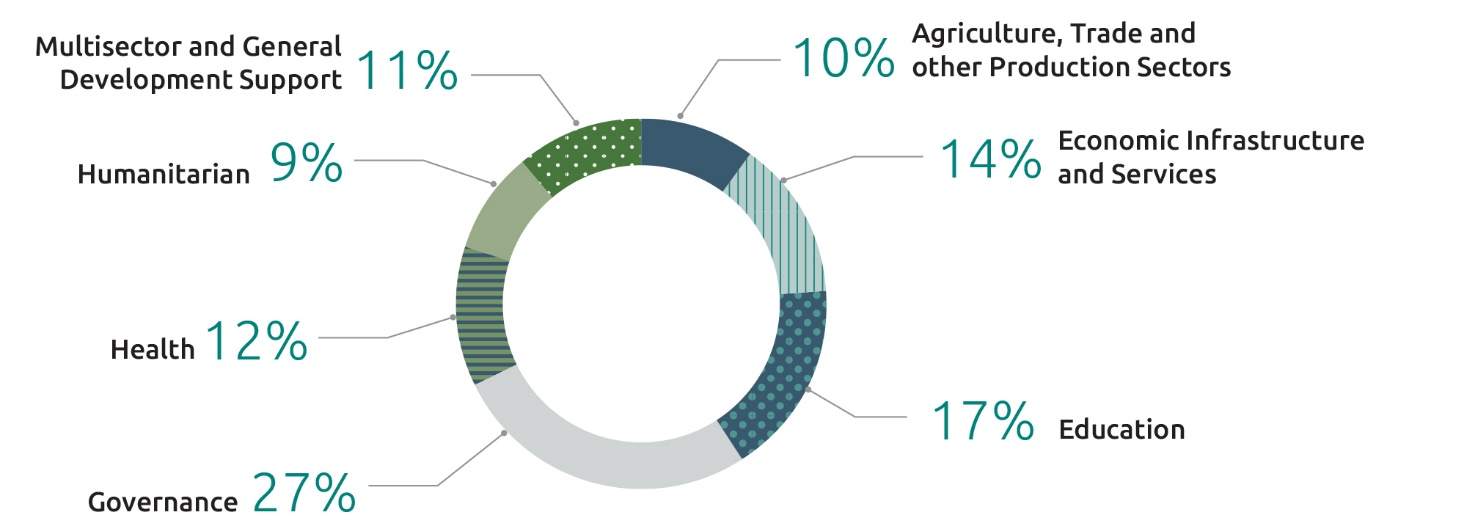 Multisector and General
Development Support 11%
10% Agriculture, Trade and
other Production Sectors
Humanitarian 9%
14% Economic Infrastructure
and Services
Health 12%
17% Education
Governance 27%